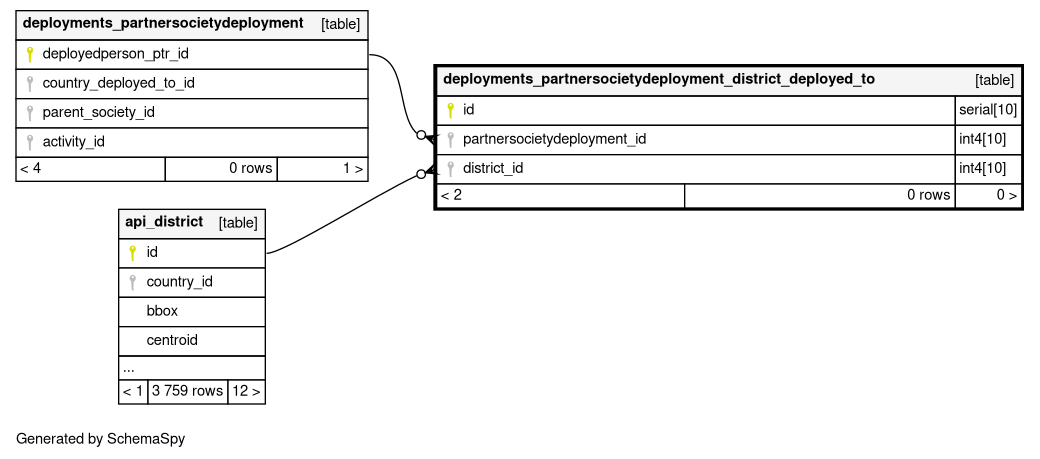 deployments_partnersocietydeployment [table]
deployedperson_ptr_id
country_deployed_to_id
parent_society_id
activity_id
< 4 0 rows 1 >
deployments_partnersocietydeployment_district_deployed_to [table]
id serial[10]
partnersocietydeployment_id int4[10]
district_id int4[10]
< 2 0 rows 0 >
api_district [table]
id
country_id
bbox
centroid
...
< 1 3 759 rows 12 >
Generated by SchemaSpy